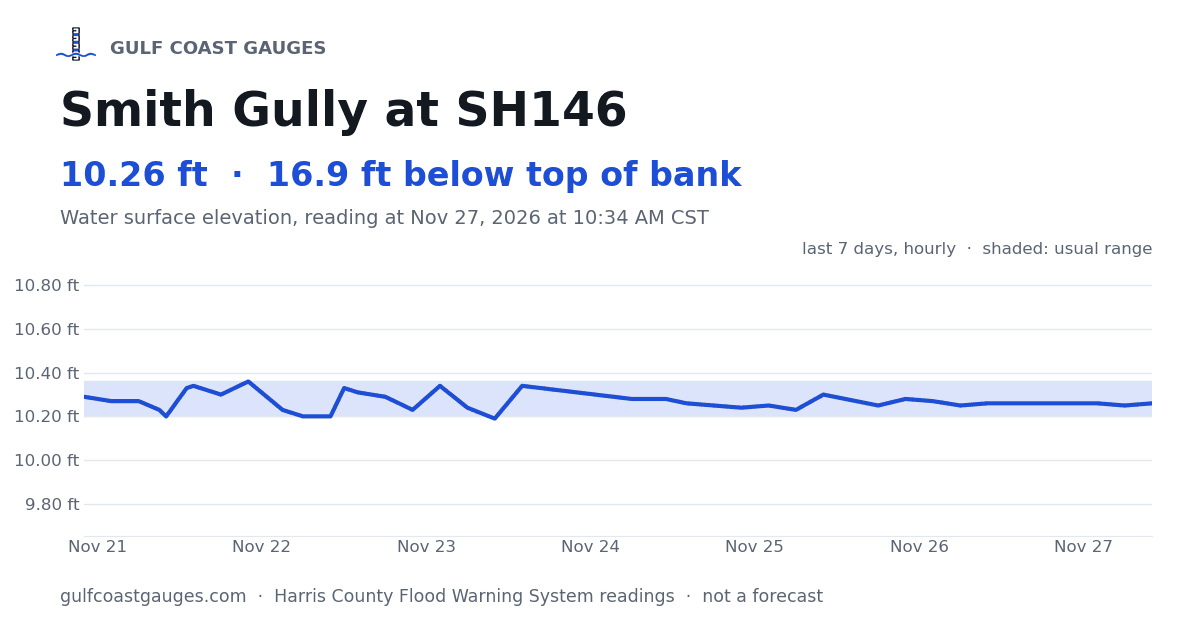 GULF COAST GAUGES
Smith Gully at SH146
10.26 ft · 16.9 ft below top of bank
Water surface elevation, reading at Nov 27, 2026 at 10:34 AM CST
last 7 days, hourly · shaded: usual range
10.80 ft
10.60 ft
10.40 ft
10.20 ft
10.00 ft
9.80 ft
Nov 21 Nov 22 Nov 23 Nov 24 Nov 25 Nov 26 Nov 27
gulfcoastgauges.com · Harris County Flood Warning System readings · not a forecast